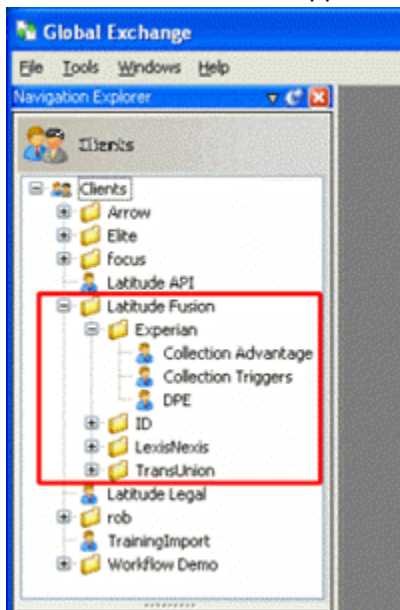 Global Exchange
File Tools Windows Help
Navigation Explorer
Clients
Clients
Arrow
Elite
focus
Latitude API
Latitude Fusion
Experian
Collection Advantage
Collection Triggers
DPE
ID
LexisNexis
TransUnion
Latitude Legal
rob
TrainingImport
Workflow Demo